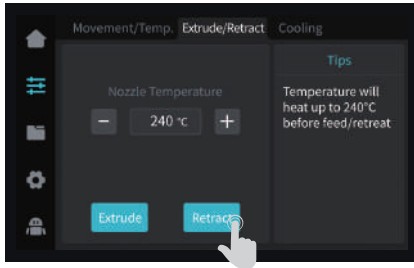 Movement/Temp. Extrude/Retract Cooling
Tips
Nozzle Temperature
Temperature will
heat up to 240°C
before feed/retreat
− 240 °C +
Extrude Retract